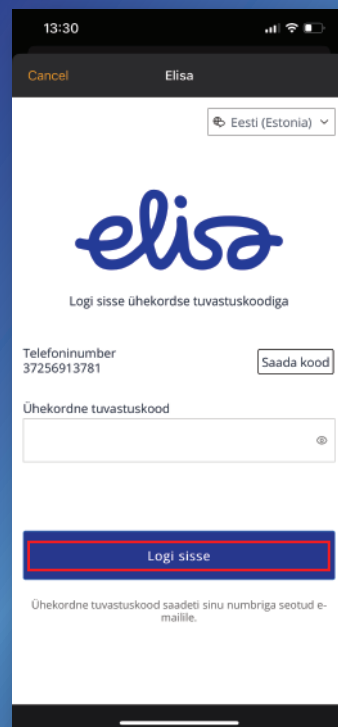 13:30
Cancel
Elisa
Eesti (Estonia)
elisa
Logi sisse ühekordse tuvastuskoodiga
Telefoninumber
37256913781
Saada kood
Ühekordne tuvastuskood
Logi sisse
Ühekordne tuvastuskood saadeti sinu numbriga seotud e-
mailile.